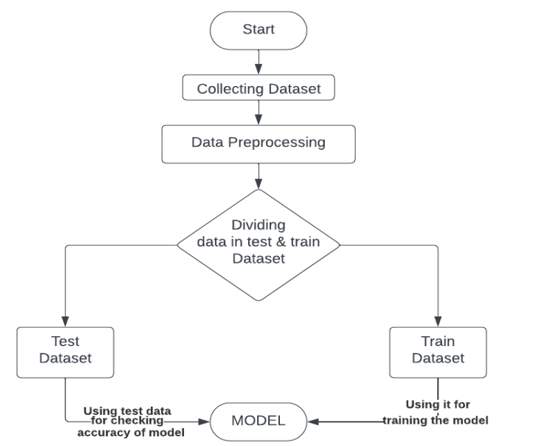 Start
Collecting Dataset
Data Preprocessing
Dividing
data in test & train
Dataset
Test
Dataset
Train
Dataset
Using test data
for checking
accuracy of model
MODEL
Using it for
training the model